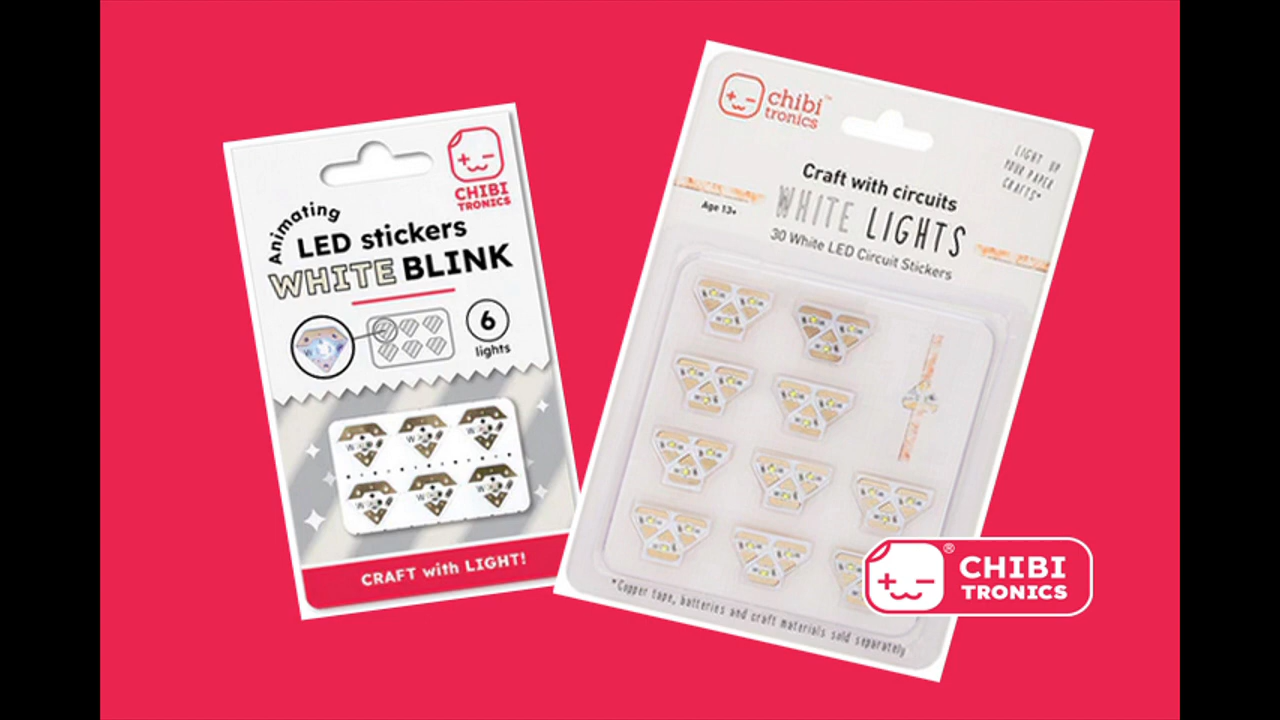 CHIBI
TRONICS
Animating
LED stickers
WHITE BLINK
6
lights
CRAFT with LIGHT!
chibi
tronics™
LIGHT UP
YOUR PAPER
CRAFTS*
Craft with circuits
Age 13+
WHITE LIGHTS
30 White LED Circuit Stickers
*Copper tape, batteries and craft materials sold separately
®
CHIBI
TRONICS